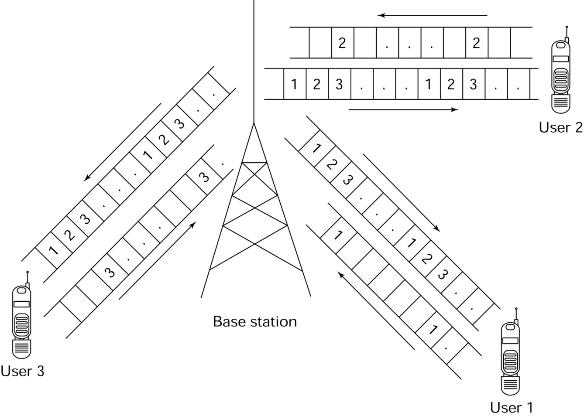 2 . . . . 2
1 2 3 . . . 1 2 3 . .
User 2
1 2 3 . . . 1 2 3 . .
3 . . . 3 .
1 2 3 . . . 1 2 3 . .
1 1 .
Base station
User 3
User 1